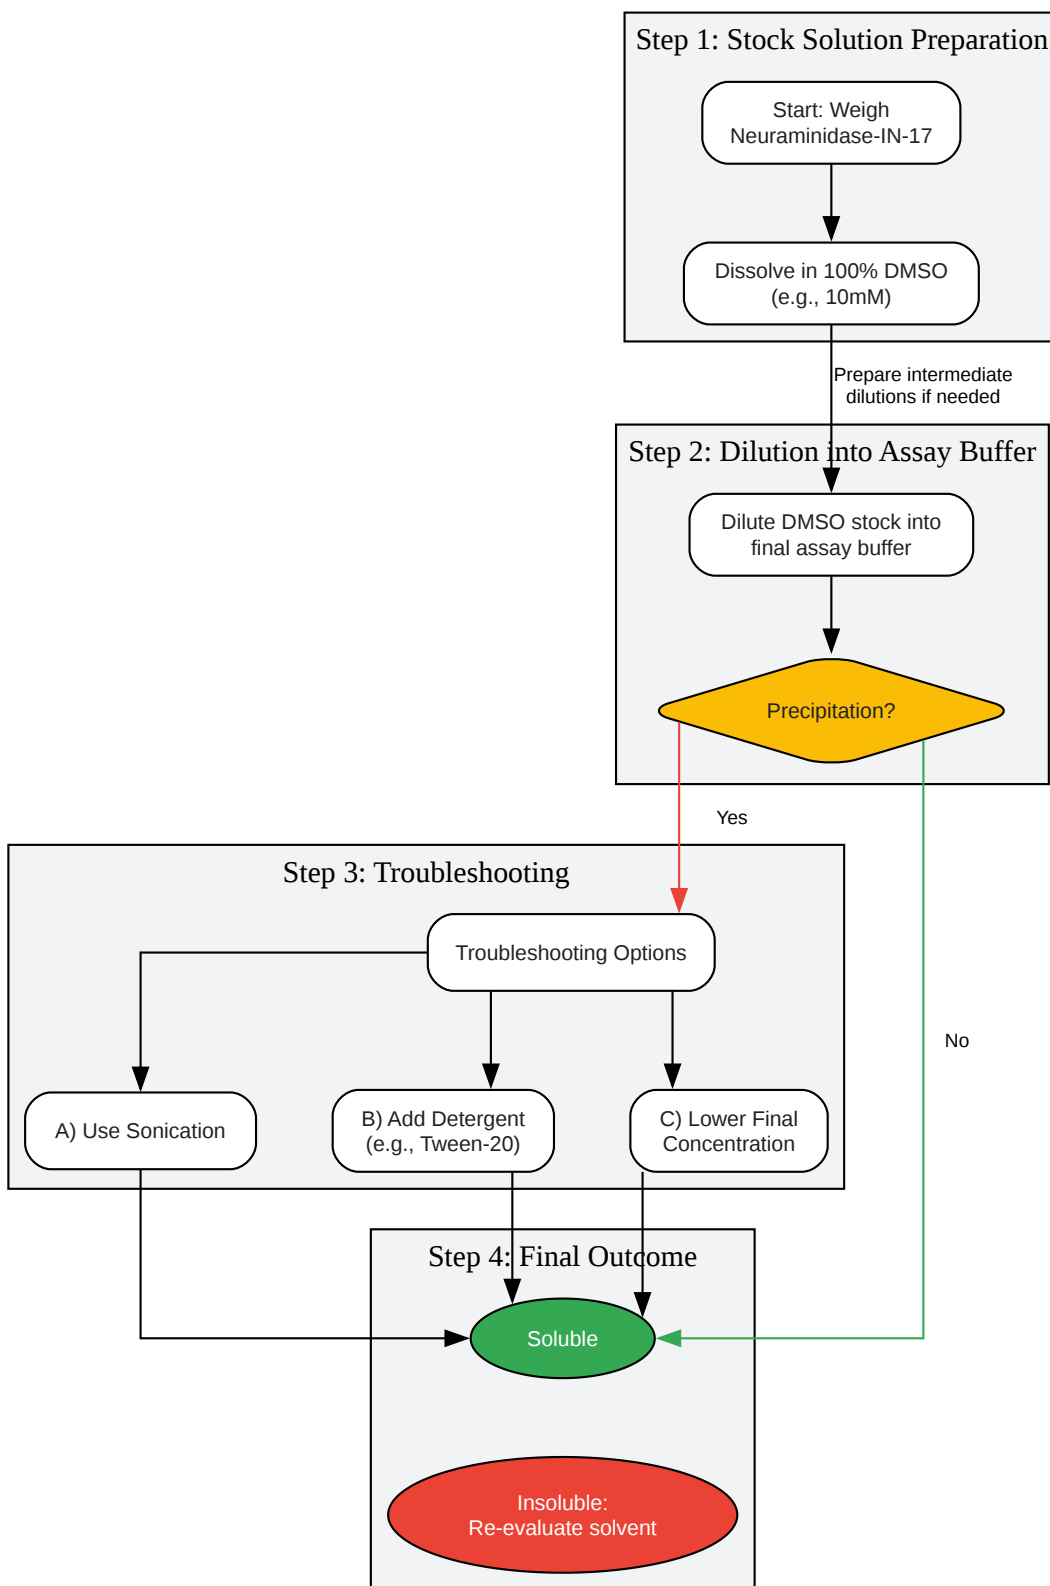 Step 1: Stock Solution Preparation
Start: Weigh
Neuraminidase-IN-17
Dissolve in 100% DMSO
(e.g., 10mM)
Prepare intermediate
dilutions if needed
Step 2: Dilution into Assay Buffer
Dilute DMSO stock into
final assay buffer
Precipitation?
Yes
No
Step 3: Troubleshooting
Troubleshooting Options
A) Use Sonication
B) Add Detergent
(e.g., Tween-20)
C) Lower Final
Concentration
Step 4: Final Outcome
Soluble
Insoluble:
Re-evaluate solvent